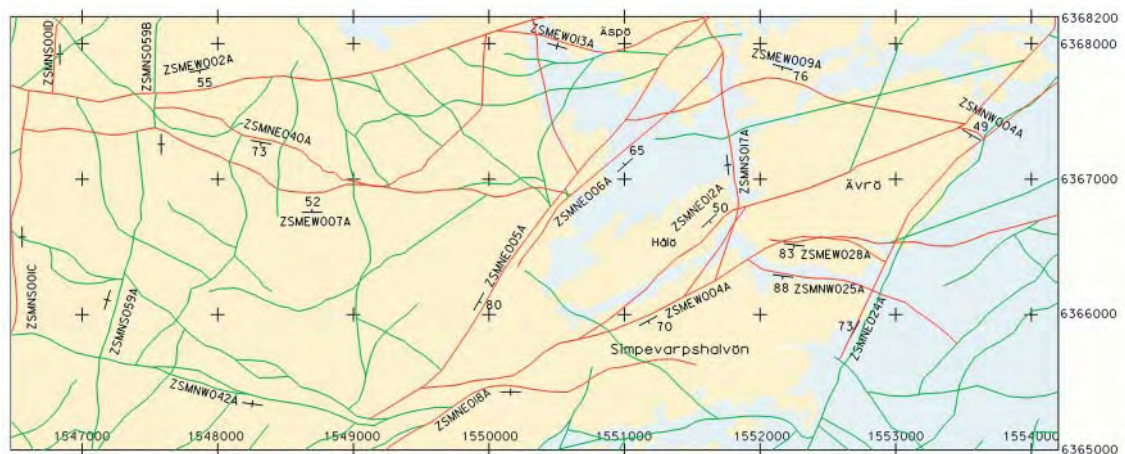 ZSMNS001D
ZSMNS059B
ZSMEW013A
Äspö
6368200
6368000
ZSMEW002A
55
ZSMEW009A
76
ZSMNW004A
49
ZSMNE040A
73
65
ZSMNS017A
ZSMNE006A
6367000
Ävrö
52
ZSMEW007A
ZSMNE012A
50
Hålö
ZSMNE005A
83
ZSMEW028A
88
ZSMNW025A
ZSMNS001C
ZSMNS059A
80
ZSMEW004A
70
73
ZSMNE024A
6366000
Simpevarpshalvön
ZSMNW042A
ZSMNE018A
1547000
1548000
1549000
1550000
1551000
1552000
1553000
1554000
6365000